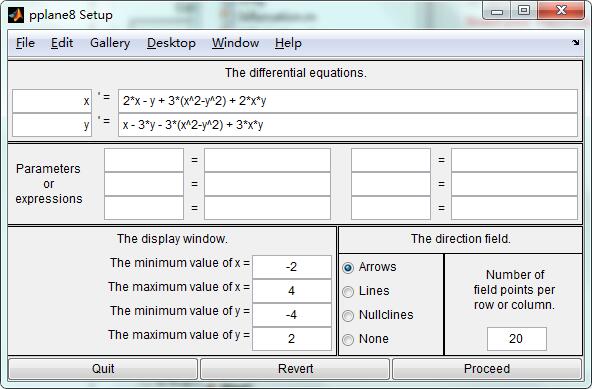 pplane8 Setup
File Edit Gallery Desktop Window Help
The differential equations.
x ' = 2*x - y + 3*(x^2-y^2) + 2*x*y
y ' = x - 3*y - 3*(x^2-y^2) + 3*x*y
Parameters
or
expressions
= =
= =
= =
The display window.
The minimum value of x = -2
The maximum value of x = 4
The minimum value of y = -4
The maximum value of y = 2
The direction field.
Arrows
Lines
Nullclines
None
Number of
field points per
row or column.
20
Quit Revert Proceed